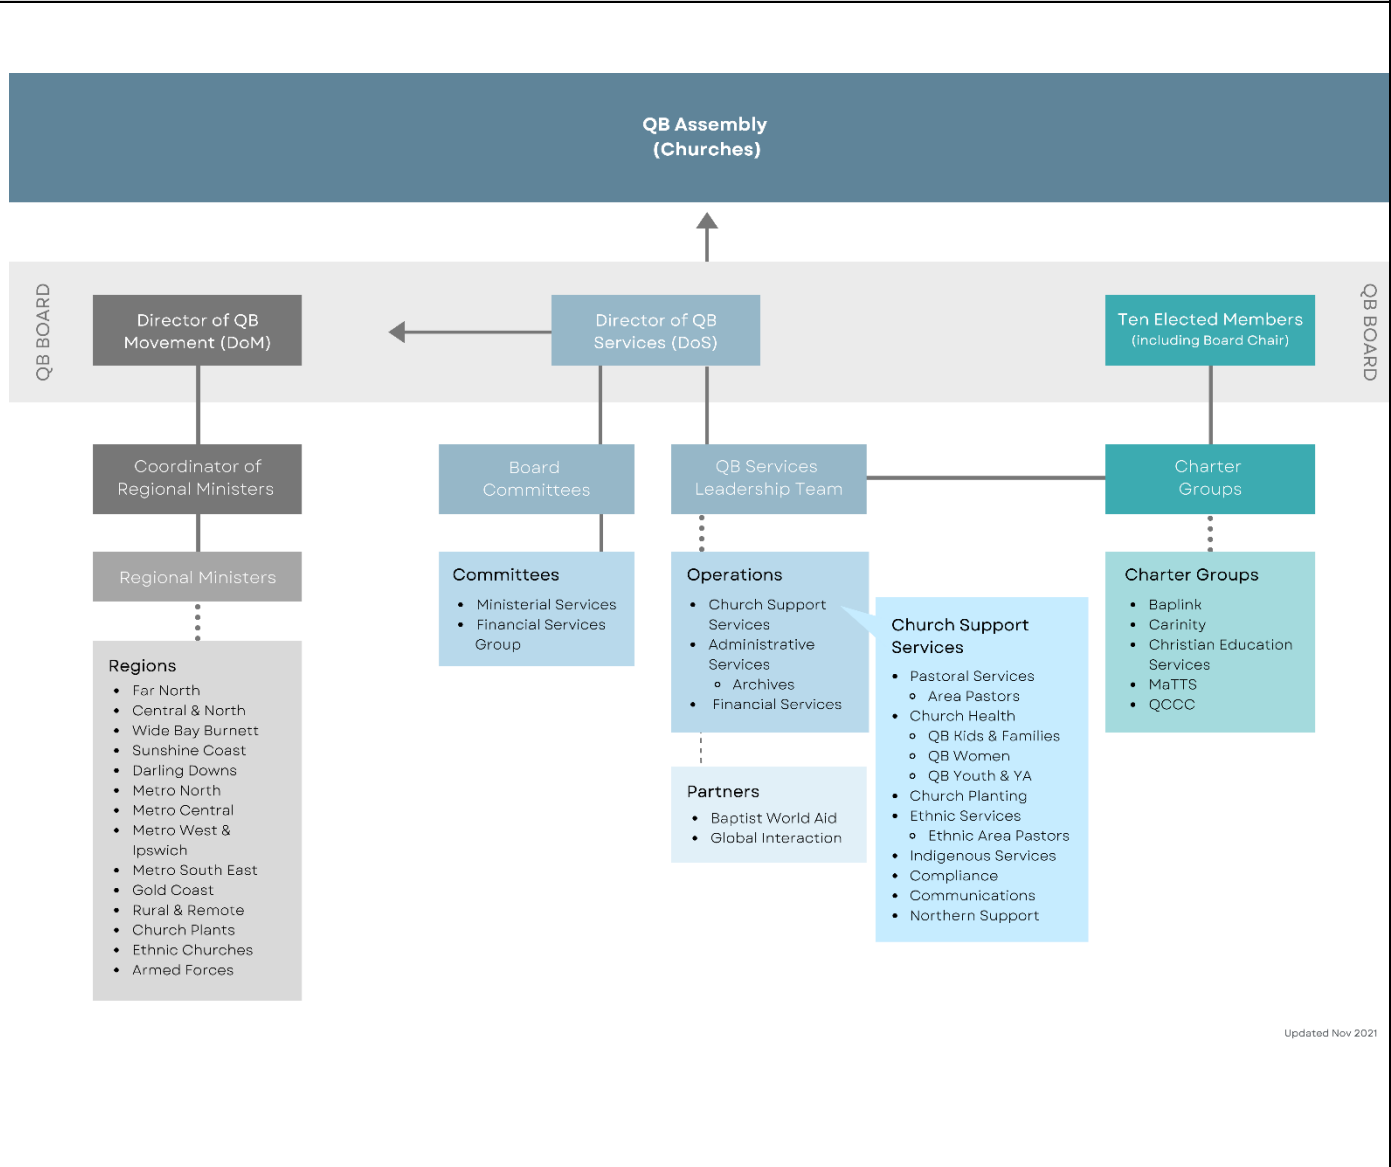 QB Assembly
(Churches)
QB BOARD
Director of QB
Movement (DoM)
Director of QB
Services (DoS)
Ten Elected Members
(including Board Chair)
QB BOARD
Coordinator of
Regional Ministers
Board
Committees
QB Services
Leadership Team
Charter
Groups
Regional Ministers
Regions
• Far North
• Central & North
• Wide Bay Burnett
• Sunshine Coast
• Darling Downs
• Metro North
• Metro Central
• Metro West &
Ipswich
• Metro South East
• Gold Coast
• Rural & Remote
• Church Plants
• Ethnic Churches
• Armed Forces
Committees
• Ministerial Services
• Financial Services
Group
Operations
• Church Support
Services
• Administrative
Services
◦ Archives
• Financial Services
Partners
• Baptist World Aid
• Global Interaction
Church Support
Services
• Pastoral Services
◦ Area Pastors
• Church Health
◦ QB Kids & Families
◦ QB Women
◦ QB Youth & YA
• Church Planting
• Ethnic Services
◦ Ethnic Area Pastors
• Indigenous Services
• Compliance
• Communications
• Northern Support
Charter Groups
• Baplink
• Carinity
• Christian Education
Services
• MaTTS
• QCCC
Updated Nov 2021